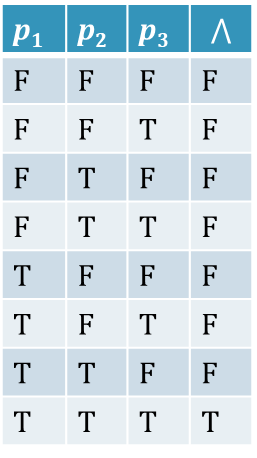 p₁ p₂ p₃ ⋀
F F F F
F F T F
F T F F
F T T F
T F F F
T F T F
T T F F
T T T T